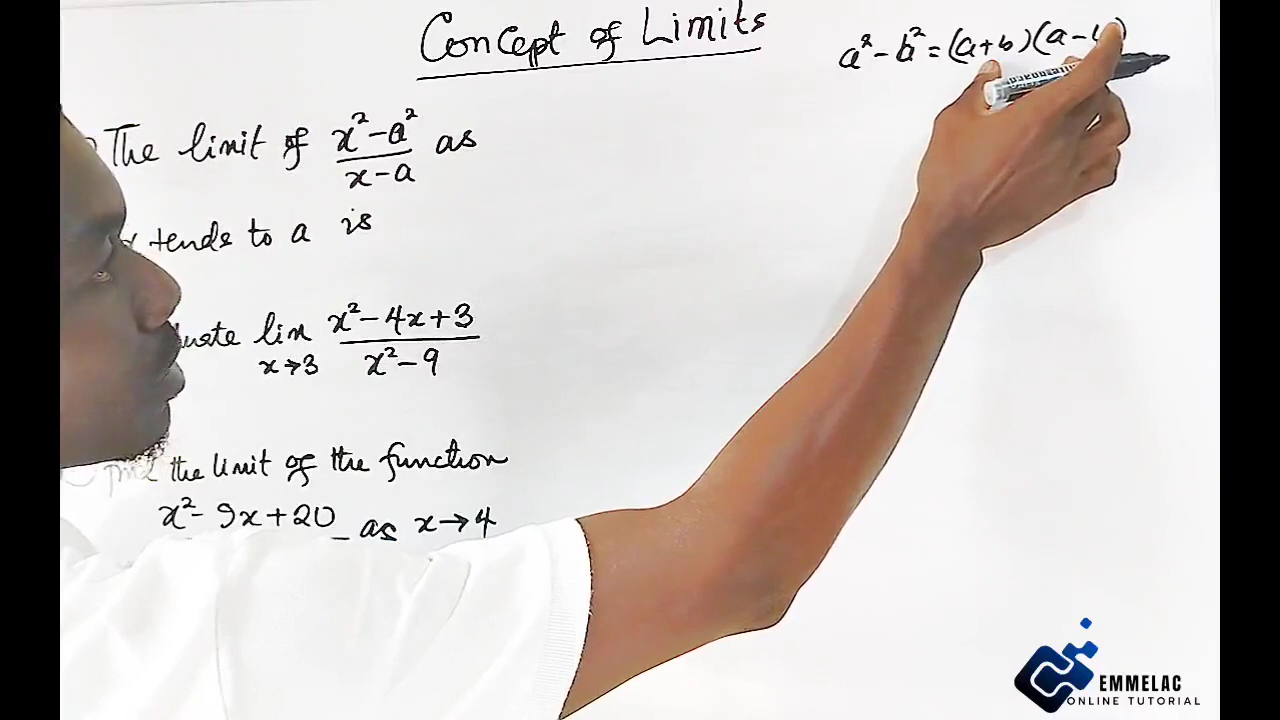 Concept of Limits
a² - b² = (a+b)(a-
The limit of x² - a² / x - a as
x tends to a is
lim x→3 x² - 4x + 3 / x² - 9
the limit of the function
x² - 9x + 20 as x→4
EMMELAC
ONLINE TUTORIAL